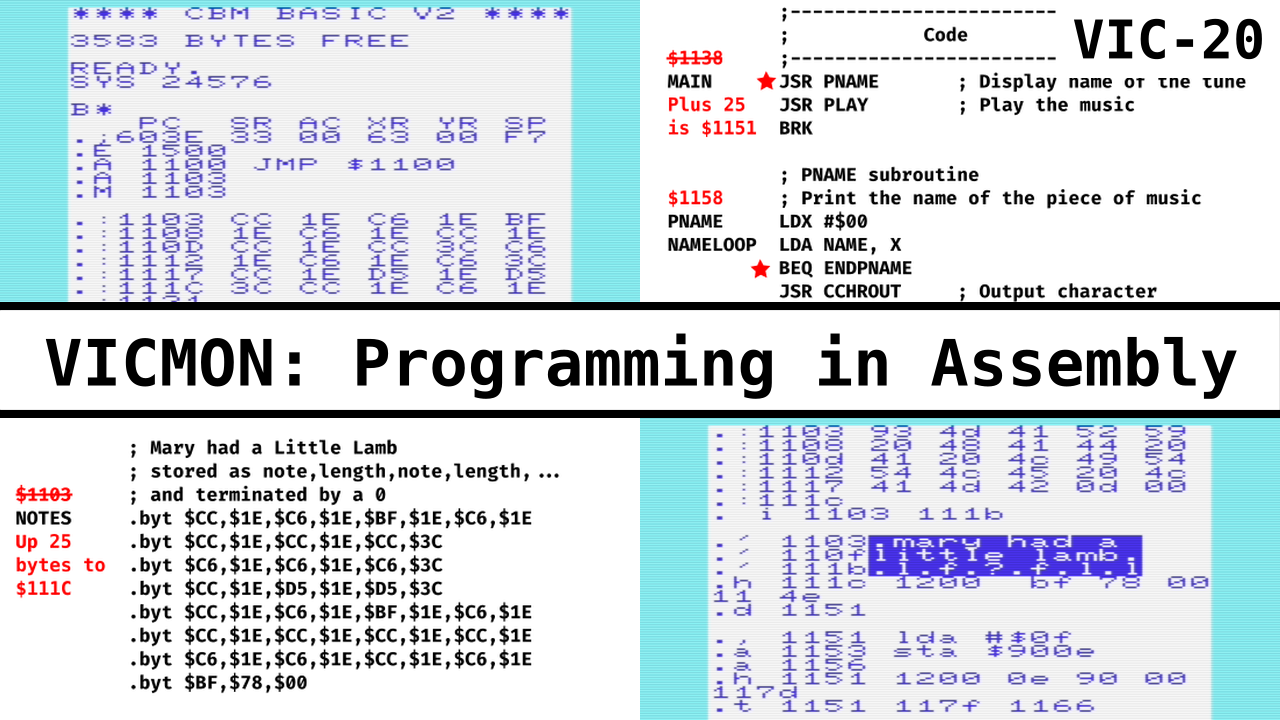 **** CBM BASIC V2 ****
3583 BYTES FREE
READY.
SYS 24576
B*
PC SR AC XR YR SP
.;603E 33 00 63 00 F7
.E 1500
.A 1100 JMP $1100
.A 1103
.M 1103
.:1103 CC 1E C6 1E BF
.:1108 1E C6 1E CC 1E
.:110D CC 1E CC 3C C6
.:1112 1E C6 1E C6 3C
.:1117 CC 1E D5 1E D5
.:111C 3C CC 1E C6 1E
;------------------------
; Code
$1138 ;------------------------
VIC-20
MAIN ★ JSR PNAME ; Display name of the tune
Plus 25 JSR PLAY ; Play the music
is $1151 BRK
; PNAME subroutine
$1158 ; Print the name of the piece of music
PNAME LDX #$00
NAMELOOP LDA NAME, X
★ BEQ ENDPNAME
JSR CCHROUT ; Output character
VICMON: Programming in Assembly
; Mary had a Little Lamb
; stored as note,length,note,length,...
$1103 ; and terminated by a 0
NOTES .byt $CC,$1E,$C6,$1E,$BF,$1E,$C6,$1E
Up 25 .byt $CC,$1E,$CC,$1E,$CC,$3C
bytes to .byt $C6,$1E,$C6,$1E,$C6,$3C
$111C .byt $CC,$1E,$D5,$1E,$D5,$3C
.byt $CC,$1E,$C6,$1E,$BF,$1E,$C6,$1E
.byt $CC,$1E,$CC,$1E,$CC,$1E,$CC,$1E
.byt $C6,$1E,$C6,$1E,$CC,$1E,$C6,$1E
.byt $BF,$78,$00
.:1103 93 4d 41 52 59
.:1108 20 48 41 44 20
.:110d 41 20 4c 49 54
.:1112 54 4c 45 20 4c
.:1117 41 4d 42 0d 00
.:111c
. i 1103 111b
.' 1103.mary had a
.' 110flittle lamb.
.' 111b.l.f.?.f.l.l
.h 111c 1200 bf 78 00
11 4e
.d 1151
., 1151 lda #$0f
.a 1153 sta $900e
.a 1156
.h 1151 1200 0e 90 00
117d
.t 1151 117f 1166